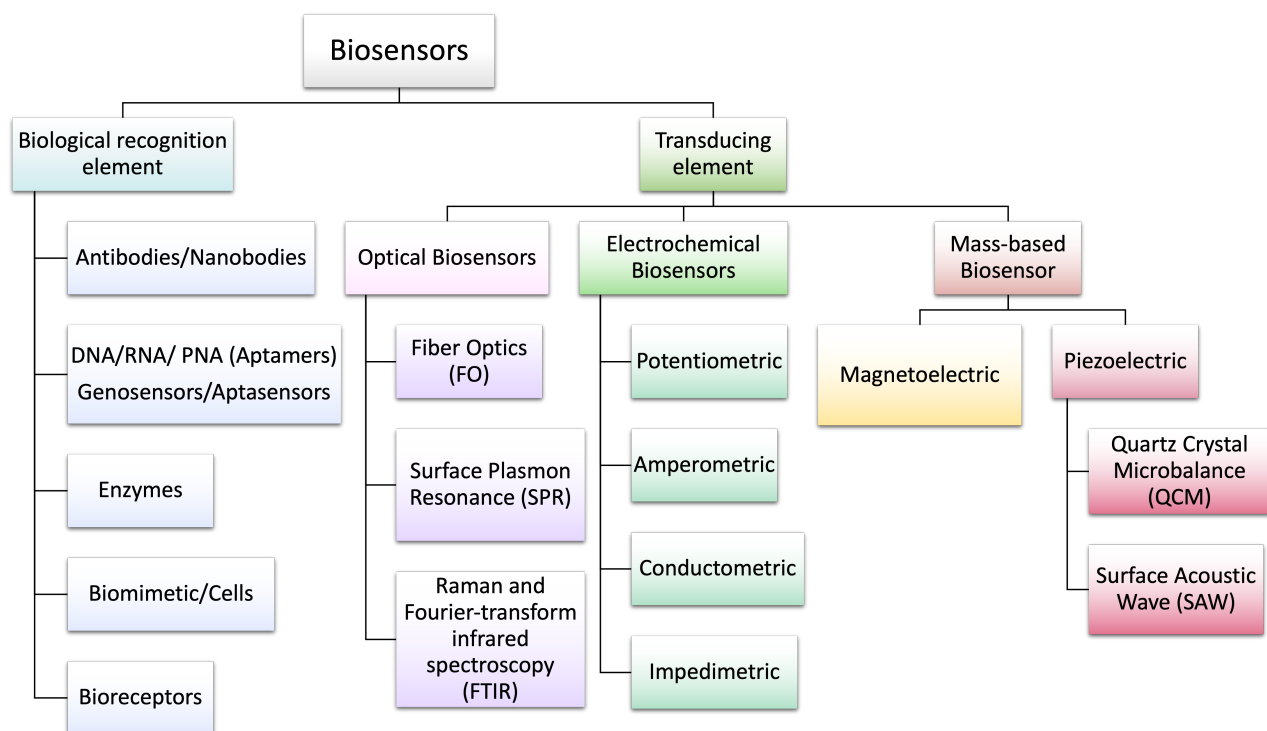 Biosensors
Biological recognition
element
Transducing
element
Antibodies/Nanobodies
DNA/RNA/ PNA (Aptamers)
Genosensors/Aptasensors
Enzymes
Biomimetic/Cells
Bioreceptors
Optical Biosensors
Fiber Optics
(FO)
Surface Plasmon
Resonance (SPR)
Raman and
Fourier-transform
infrared
spectroscopy
(FTIR)
Electrochemical
Biosensors
Potentiometric
Amperometric
Conductometric
Impedimetric
Mass-based
Biosensor
Magnetoelectric
Piezoelectric
Quartz Crystal
Microbalance
(QCM)
Surface Acoustic
Wave (SAW)